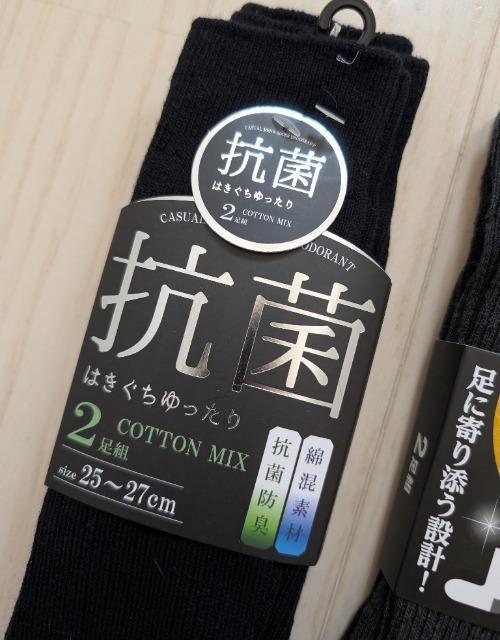 抗菌
はきぐちゆったり
2足組 COTTON MIX
抗菌
はきぐちゆったり
2足組 COTTON MIX
size 25〜27cm
抗菌防臭
綿混素材
足に寄り添う設計!